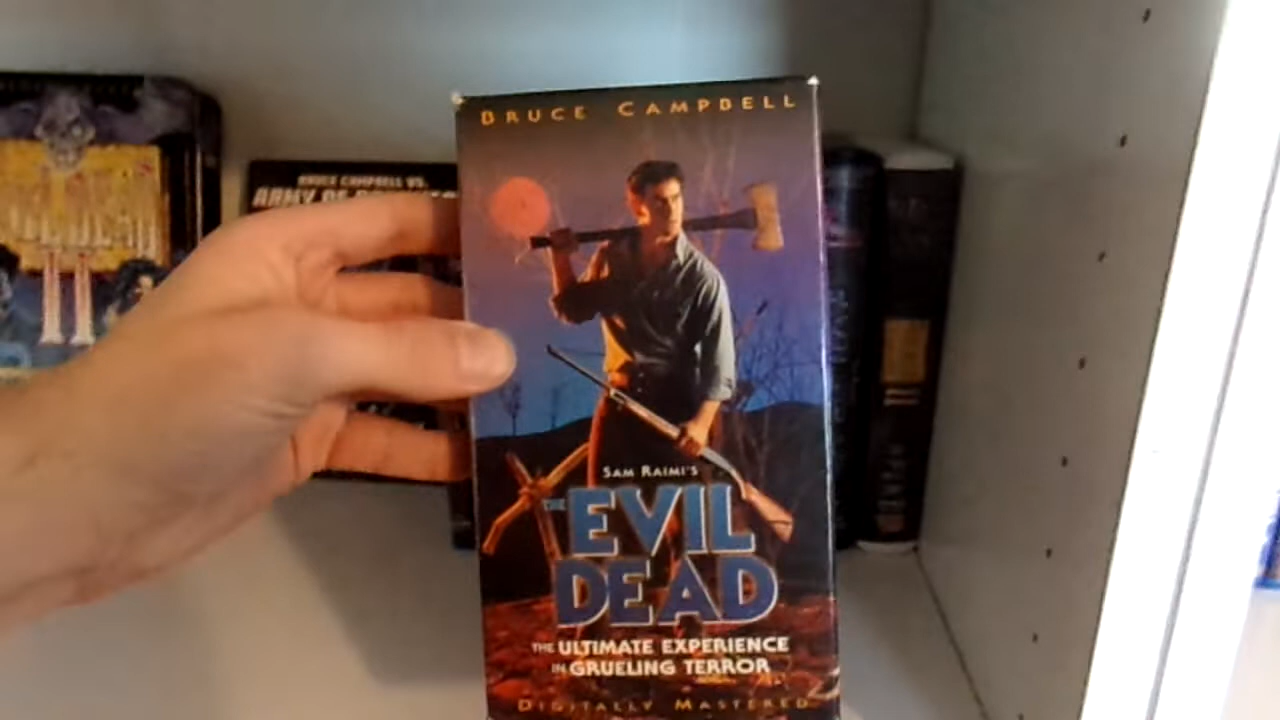 BRUCE CAMPBELL
BRUCE CAMPBELL VS.
ARMY OF
SAM RAIMI'S
THE EVIL
DEAD
THE ULTIMATE EXPERIENCE
IN GRUELING TERROR
DIGITALLY MASTERED